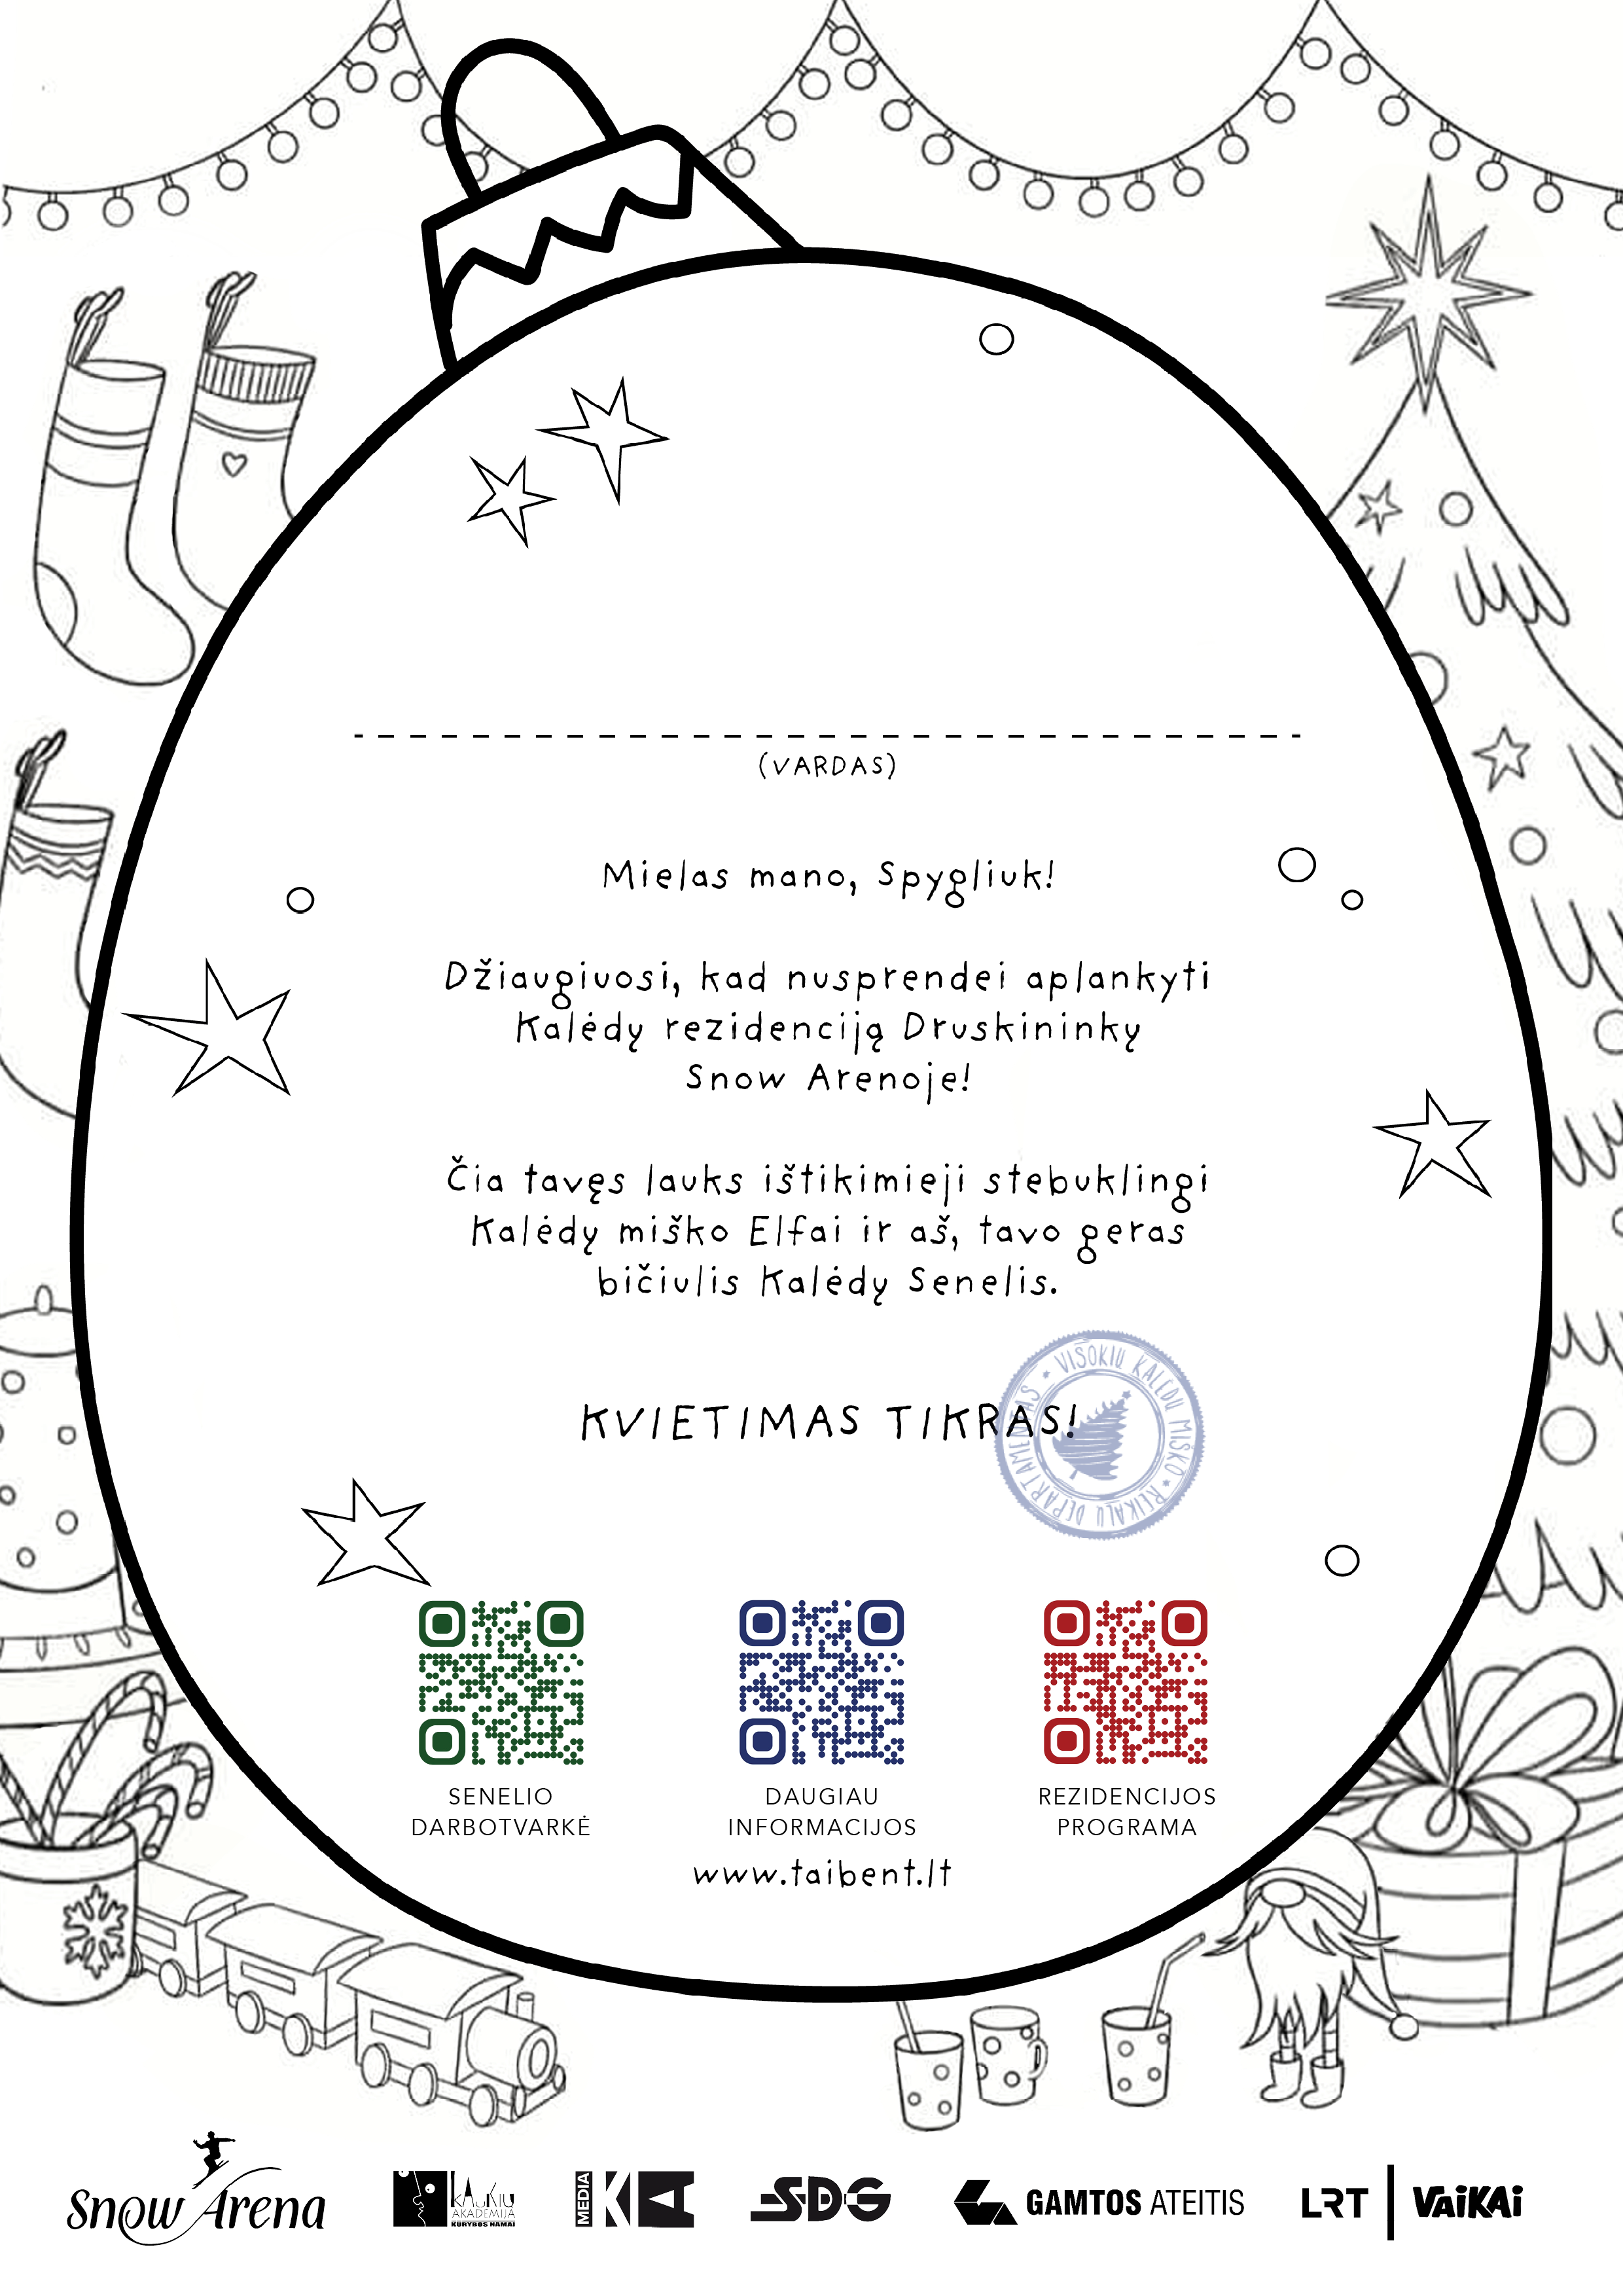 (VARDAS)
Mielas mano, Spygliuk!
Džiaugiuosi, kad nusprendei aplankyti
Kalėdų rezidenciją Druskininkų
Snow Arenoje!
Čia tavęs lauks ištikimieji stebuklingi
Kalėdų miško Elfai ir aš, tavo geras
bičiulis Kalėdų Senelis.
KVIETIMAS TIKRAS!
VIŠOKIŲ KALĖDŲ MIŠKO • REIKALŲ DEPARTAMENTAS •
SENELIO
DARBOTVARKĖ
DAUGIAU
INFORMACIJOS
REZIDENCIJOS
PROGRAMA
www.taibent.lt
Snow Arena
KAUKIŲ
AKADEMIJA
KŪRYBOS NAMAI
MEDIA
KA
SDG
GAMTOS ATEITIS
LRT | VAIKAI